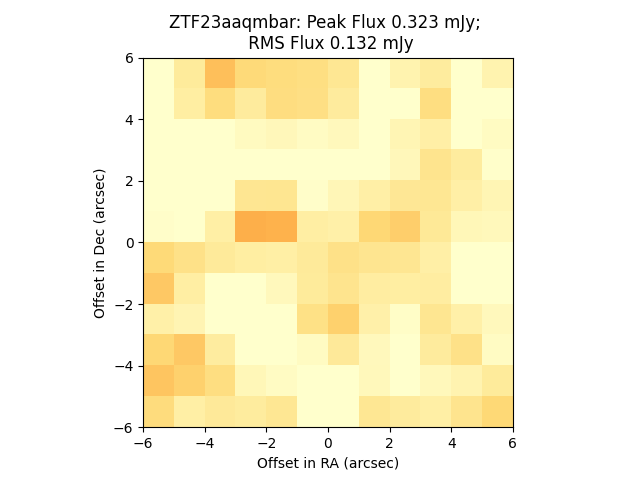 ZTF23aaqmbar: Peak Flux 0.323 mJy;
RMS Flux 0.132 mJy
6
4
2
0
−2
−4
−6
Offset in Dec (arcsec)
−6 −4 −2 0 2 4 6
Offset in RA (arcsec)